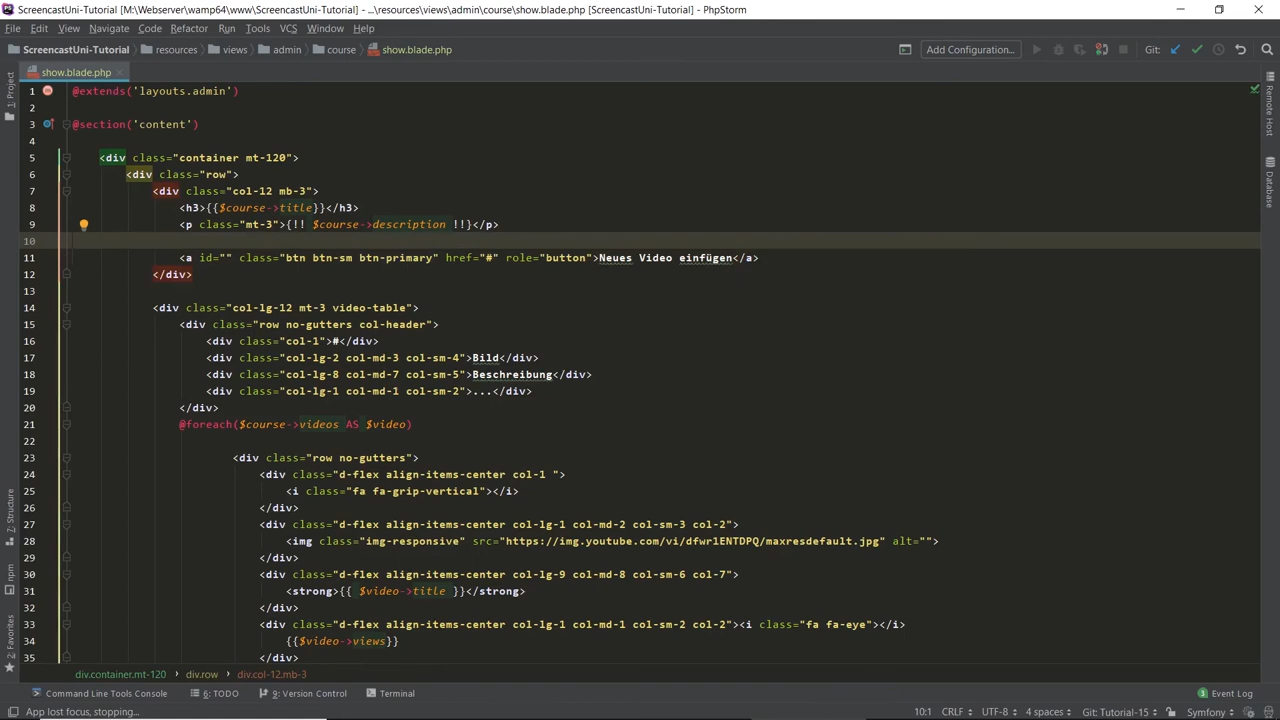 ScreencastUni-Tutorial [M:\Webserver\wamp64\www\ScreencastUni-Tutorial] - ...\resources\views\admin\course\show.blade.php [ScreencastUni-Tutorial] - PhpStorm
File Edit View Navigate Code Refactor Run Tools VCS Window Help
ScreencastUni-Tutorial resources views admin course show.blade.php Add Configuration... Git:
1: Project
show.blade.php
Remote Host
Database
1 @extends('layouts.admin')
2
3 @section('content')
4
5 <div class="container mt-120">
6 <div class="row">
7 <div class="col-12 mb-3">
8 <h3>{{$course->title}}</h3>
9 <p class="mt-3">{!! $course->description !!}</p>
10
11 <a id="" class="btn btn-sm btn-primary" href="#" role="button">Neues Video einfügen</a>
12 </div>
13
14 <div class="col-lg-12 mt-3 video-table">
15 <div class="row no-gutters col-header">
16 <div class="col-1">#</div>
17 <div class="col-lg-2 col-md-3 col-sm-4">Bild</div>
18 <div class="col-lg-8 col-md-7 col-sm-5">Beschreibung</div>
19 <div class="col-lg-1 col-md-1 col-sm-2">...</div>
20 </div>
21 @foreach($course->videos AS $video)
22
23 <div class="row no-gutters">
24 <div class="d-flex align-items-center col-1 ">
25 <i class="fa fa-grip-vertical"></i>
26 </div>
27 <div class="d-flex align-items-center col-lg-1 col-md-2 col-sm-3 col-2">
28 <img class="img-responsive" src="https://img.youtube.com/vi/dfwr1ENTDPQ/maxresdefault.jpg" alt="">
29 </div>
30 <div class="d-flex align-items-center col-lg-9 col-md-8 col-sm-6 col-7">
31 <strong>{{ $video->title }}</strong>
32 </div>
33 <div class="d-flex align-items-center col-lg-1 col-md-1 col-sm-2 col-2"><i class="fa fa-eye"></i>
34 {{$video->views}}
35 </div>
7: Structure
npm
2: Favorites
div.container.mt-120 div.row div.col-12.mb-3
Command Line Tools Console 6: TODO 9: Version Control Terminal Event Log
App lost focus, stopping... 10:1 CRLF UTF-8 4 spaces Git: Tutorial-15 Symfony